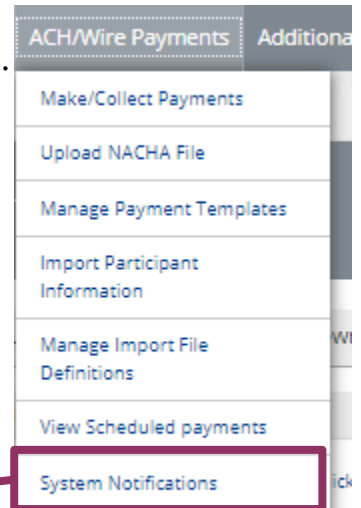 ACH/Wire Payments Additiona
Make/Collect Payments
Upload NACHA File
Manage Payment Templates
Import Participant
Information
Manage Import File
Definitions
View Scheduled payments
System Notifications